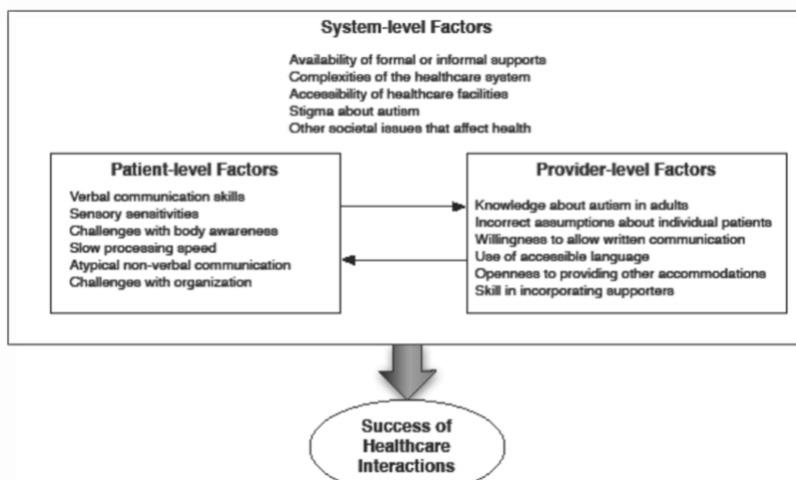 System-level Factors
Availability of formal or informal supports
Complexities of the healthcare system
Accessibility of healthcare facilities
Stigma about autism
Other societal issues that affect health
Patient-level Factors
Verbal communication skills
Sensory sensitivities
Challenges with body awareness
Slow processing speed
Atypical non-verbal communication
Challenges with organization
Provider-level Factors
Knowledge about autism in adults
Incorrect assumptions about individual patients
Willingness to allow written communication
Use of accessible language
Openness to providing other accommodations
Skill in incorporating supporters
Success of
Healthcare
Interactions